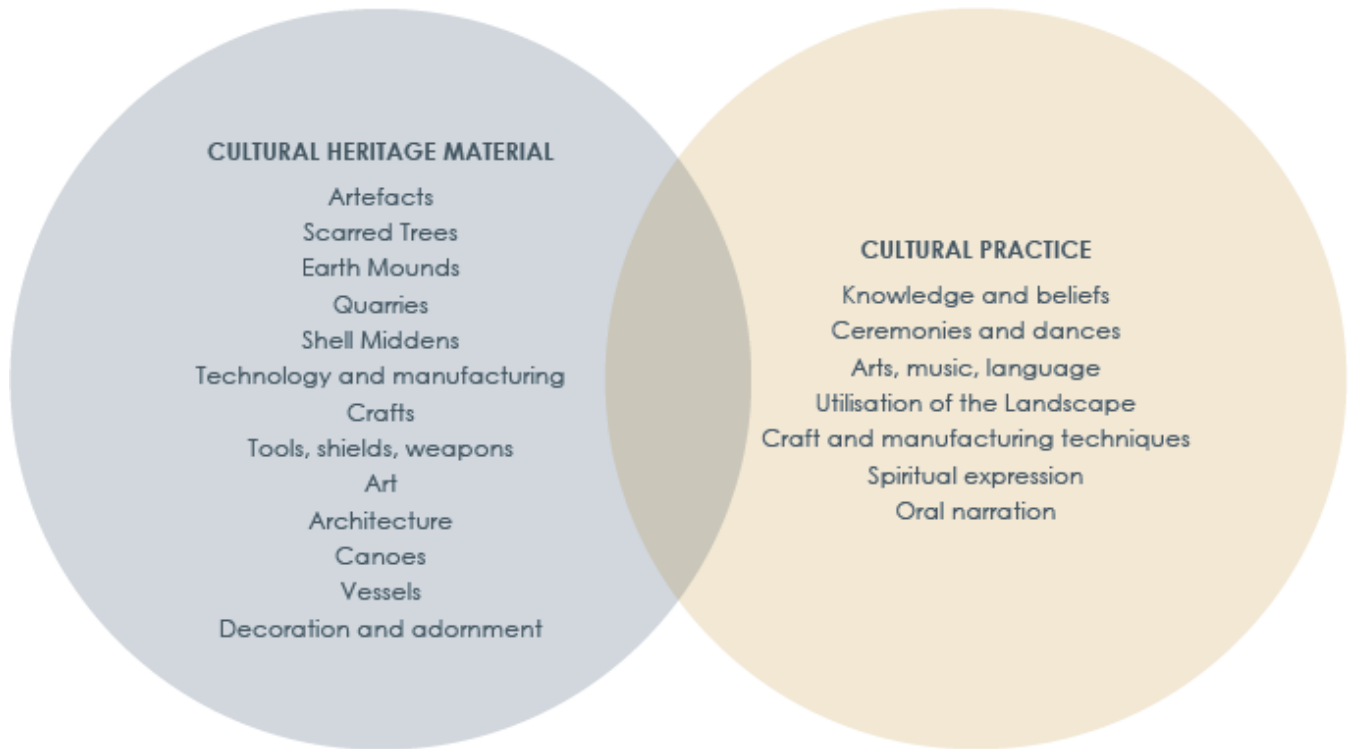 CULTURAL HERITAGE MATERIAL
Artefacts
Scarred Trees
Earth Mounds
Quarries
Shell Middens
Technology and manufacturing
Crafts
Tools, shields, weapons
Art
Architecture
Canoes
Vessels
Decoration and adornment
CULTURAL PRACTICE
Knowledge and beliefs
Ceremonies and dances
Arts, music, language
Utilisation of the Landscape
Craft and manufacturing techniques
Spiritual expression
Oral narration